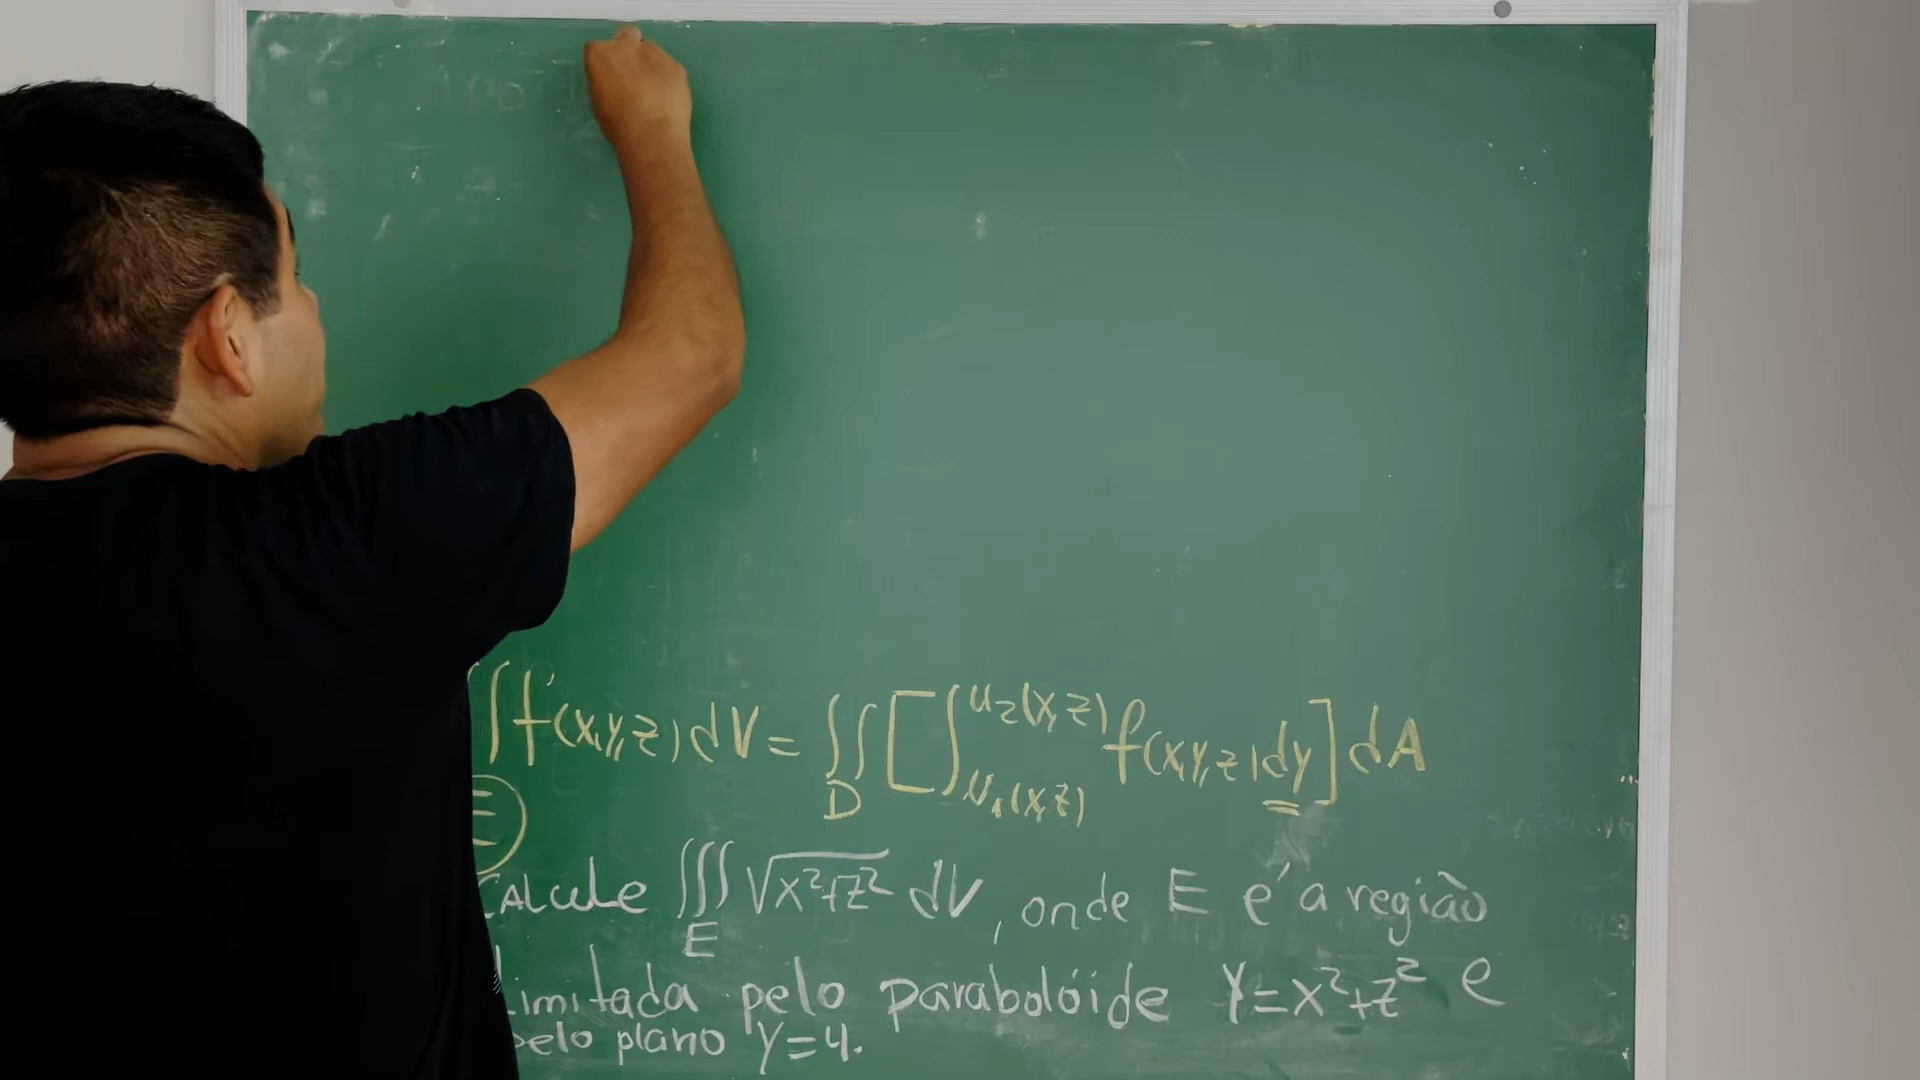 ∬f(x,y,z)dV = ∬_D [∫_{u₁(x,z)}^{u₂(x,z)} f(x,y,z)dy] dA
E
CALcule ∭_E √x²+z² dV, onde E é a região
Limitada pelo parabolóide y=x²+z² e
pelo plano y=4.